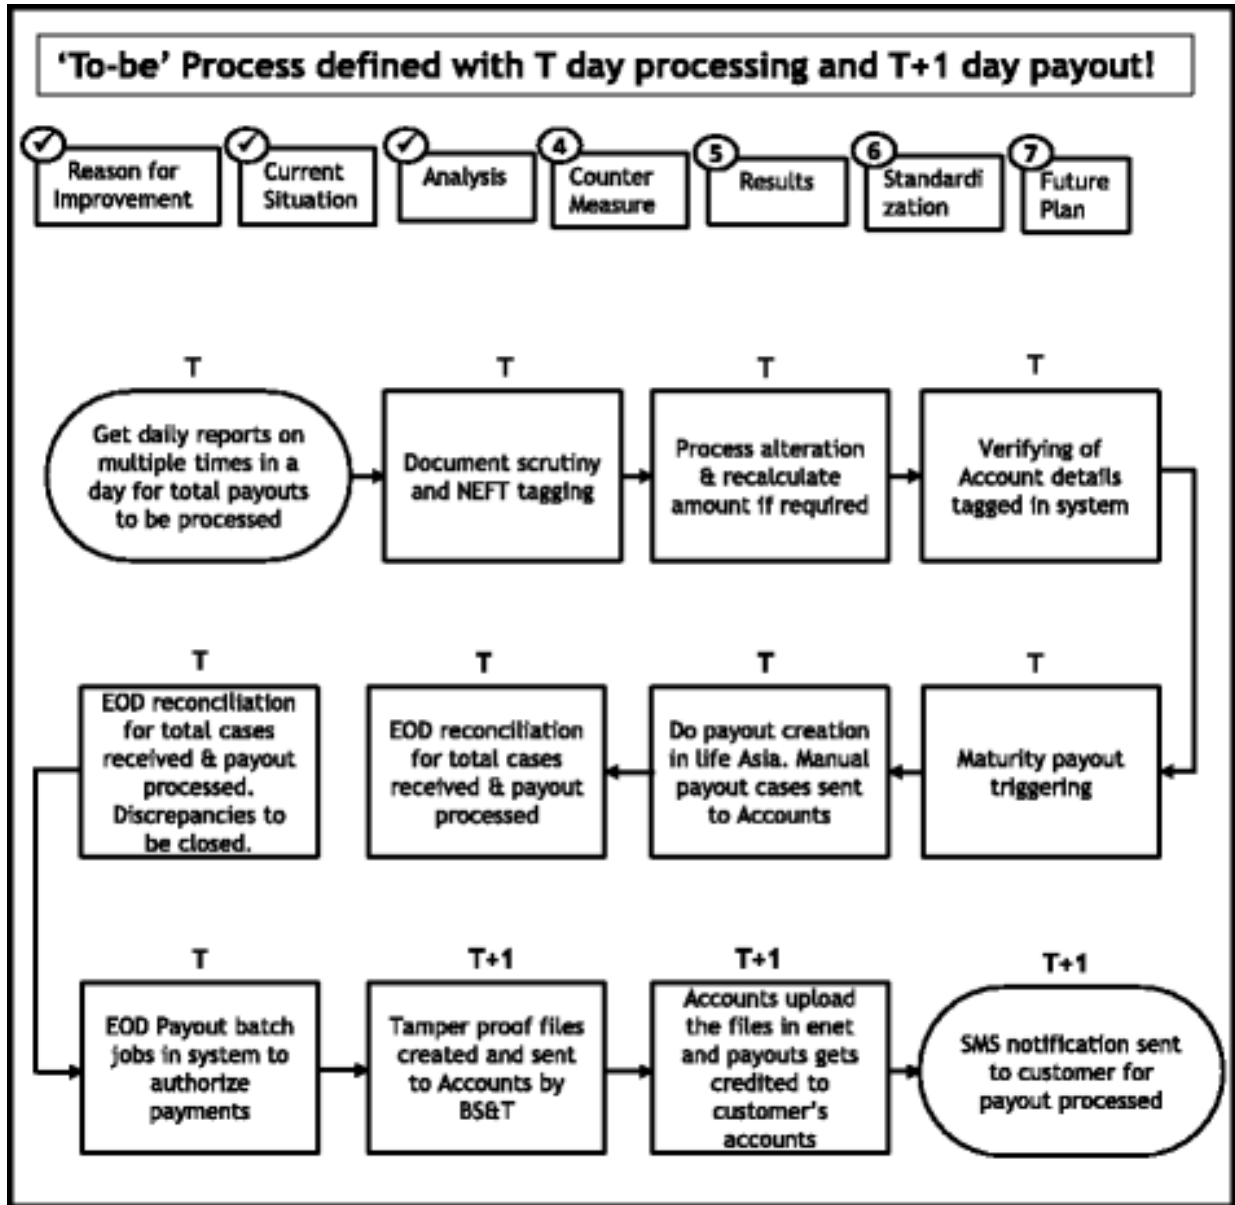 ‘To-be’ Process defined with T day processing and T+1 day payout!
✓
Reason for
Improvement
✓
Current
Situation
✓
Analysis
4
Counter
Measure
5
Results
6
Standardi
zation
7
Future
Plan
T
Get daily reports on
multiple times in a
day for total payouts
to be processed
T
Document scrutiny
and NEFT tagging
T
Process alteration
& recalculate
amount if required
T
Verifying of
Account details
tagged in system
T
EOD reconciliation
for total cases
received & payout
processed.
Discrepancies to
be closed.
T
EOD reconciliation
for total cases
received & payout
processed
T
Do payout creation
in life Asia. Manual
payout cases sent
to Accounts
T
Maturity payout
triggering
T
EOD Payout batch
jobs in system to
authorize
payments
T+1
Tamper proof files
created and sent
to Accounts by
BS&T
T+1
Accounts upload
the files in enet
and payouts gets
credited to
customer's
accounts
T+1
SMS notification sent
to customer for
payout processed